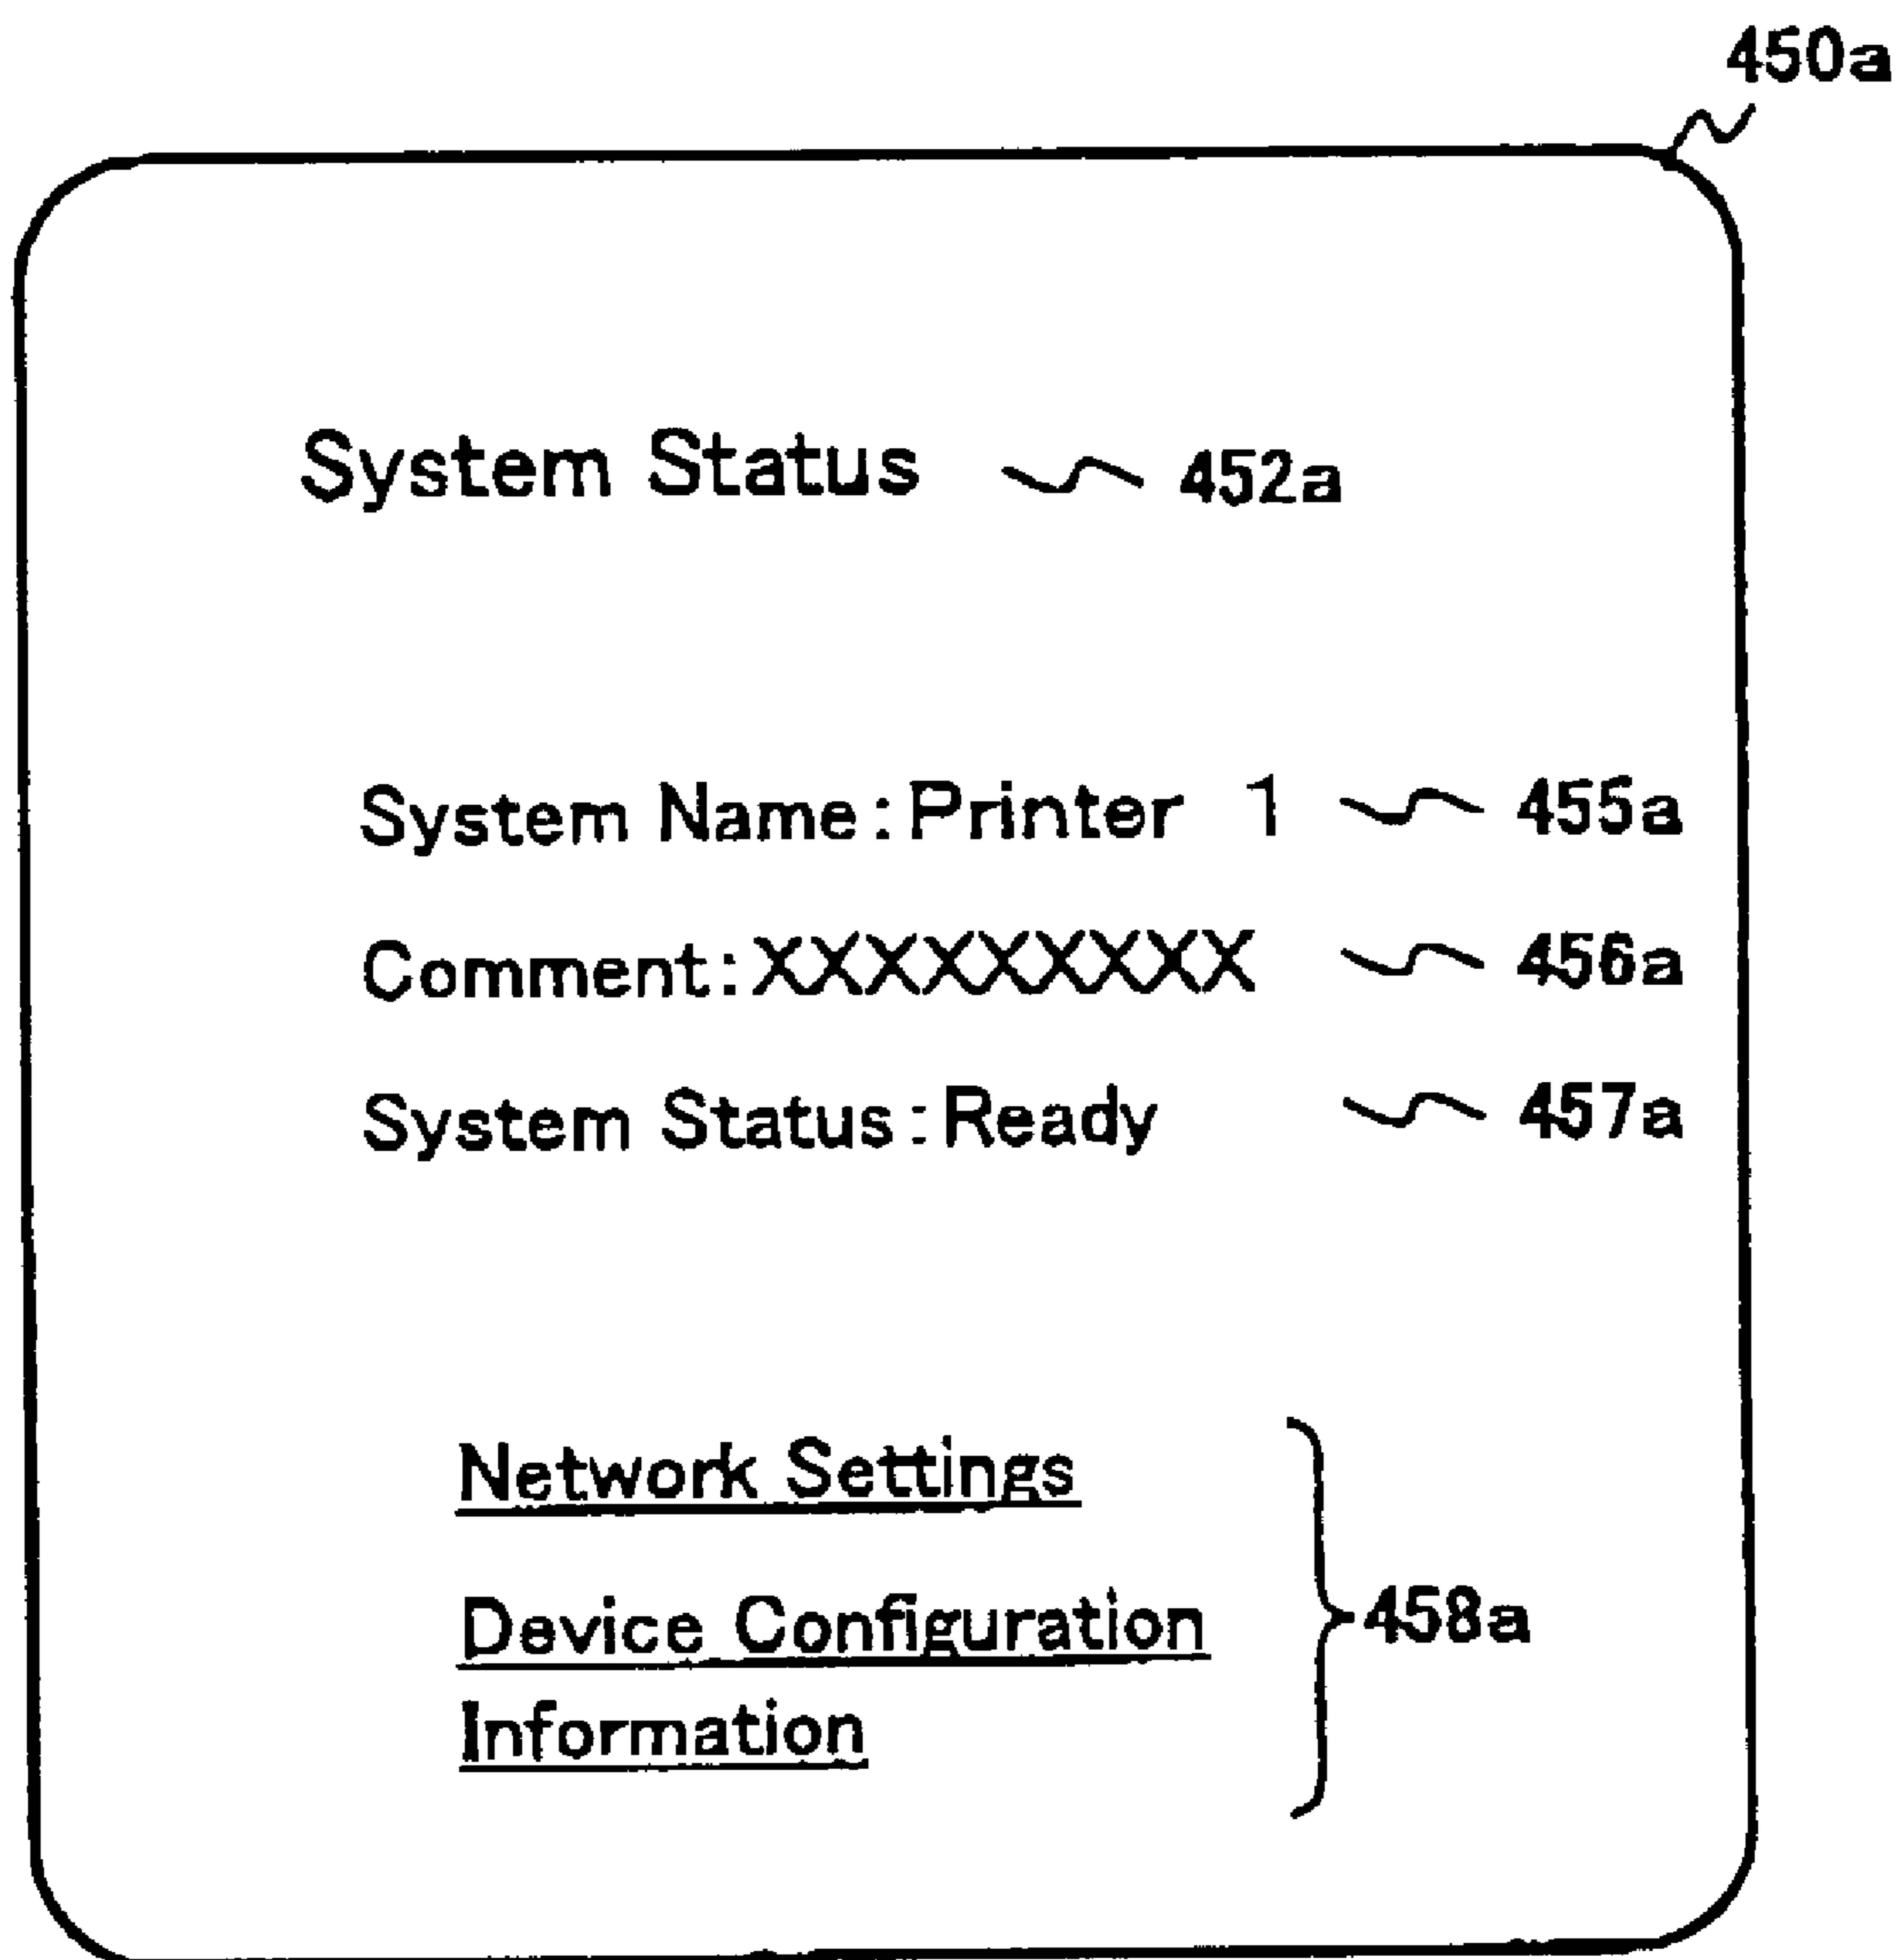 450a
System Status 452a
System Name:Printer 1 455a
Comment:XXXXXXXXX 456a
System Status:Ready 457a
Network Settings
Device Configuration 458a
Information